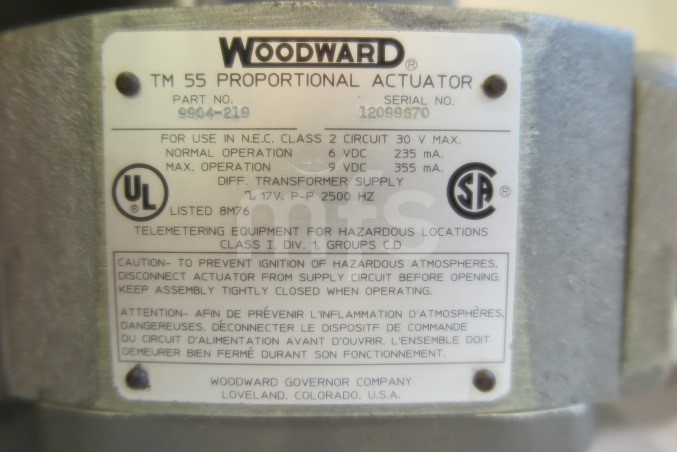 WOODWARD®
TM 55 PROPORTIONAL ACTUATOR
PART NO. SERIAL NO.
9904-219 12099670
FOR USE IN N.E.C. CLASS 2 CIRCUIT 30 V MAX.
NORMAL OPERATION 6 VDC 235 mA.
MAX. OPERATION 9 VDC 355 mA.
DIFF. TRANSFORMER SUPPLY
∿ 17V. P-P 2500 HZ
UL
SA
LISTED 8M76
mts
TELEMETERING EQUIPMENT FOR HAZARDOUS LOCATIONS
CLASS I, DIV. 1, GROUPS C,D
CAUTION- TO PREVENT IGNITION OF HAZARDOUS ATMOSPHERES,
DISCONNECT ACTUATOR FROM SUPPLY CIRCUIT BEFORE OPENING.
KEEP ASSEMBLY TIGHTLY CLOSED WHEN OPERATING.
ATTENTION- AFIN DE PRÉVENIR L'INFLAMMATION D'ATMOSPHÈRES
DANGEREUSES, DÉCONNECTER LE DISPOSITF DE COMMANDE
DU CIRCUIT D'ALIMENTATION AVANT D'OUVRIR. L'ENSEMBLE DOIT
DEMEURER BIEN FERMÉ DURANT SON FONCTIONNEMENT.
WOODWARD GOVERNOR COMPANY
LOVELAND, COLORADO, U.S.A.